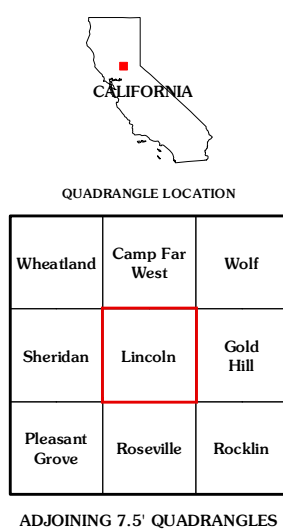 CALIFORNIA
QUADRANGLE LOCATION
Wheatland
Camp Far
West
Wolf
Sheridan
Lincoln
Gold
Hill
Pleasant
Grove
Roseville
Rocklin
ADJOINING 7.5' QUADRANGLES